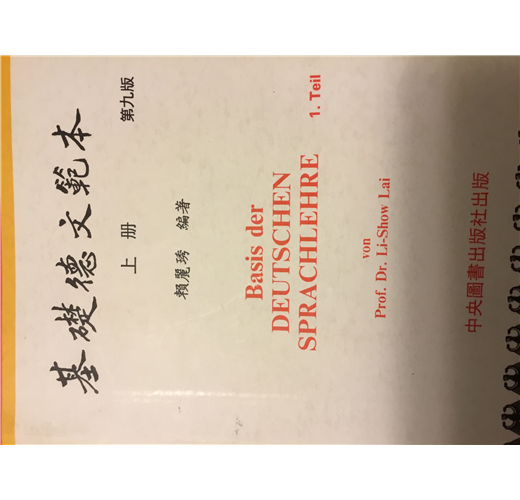 基礎德文範本
上册 第九版
賴麗琇 編著
Basis der
DEUTSCHEN
SPRACHLEHRE
1. Teil
von
Prof. Dr. Li-Show Lai
中央圖書出版社出版